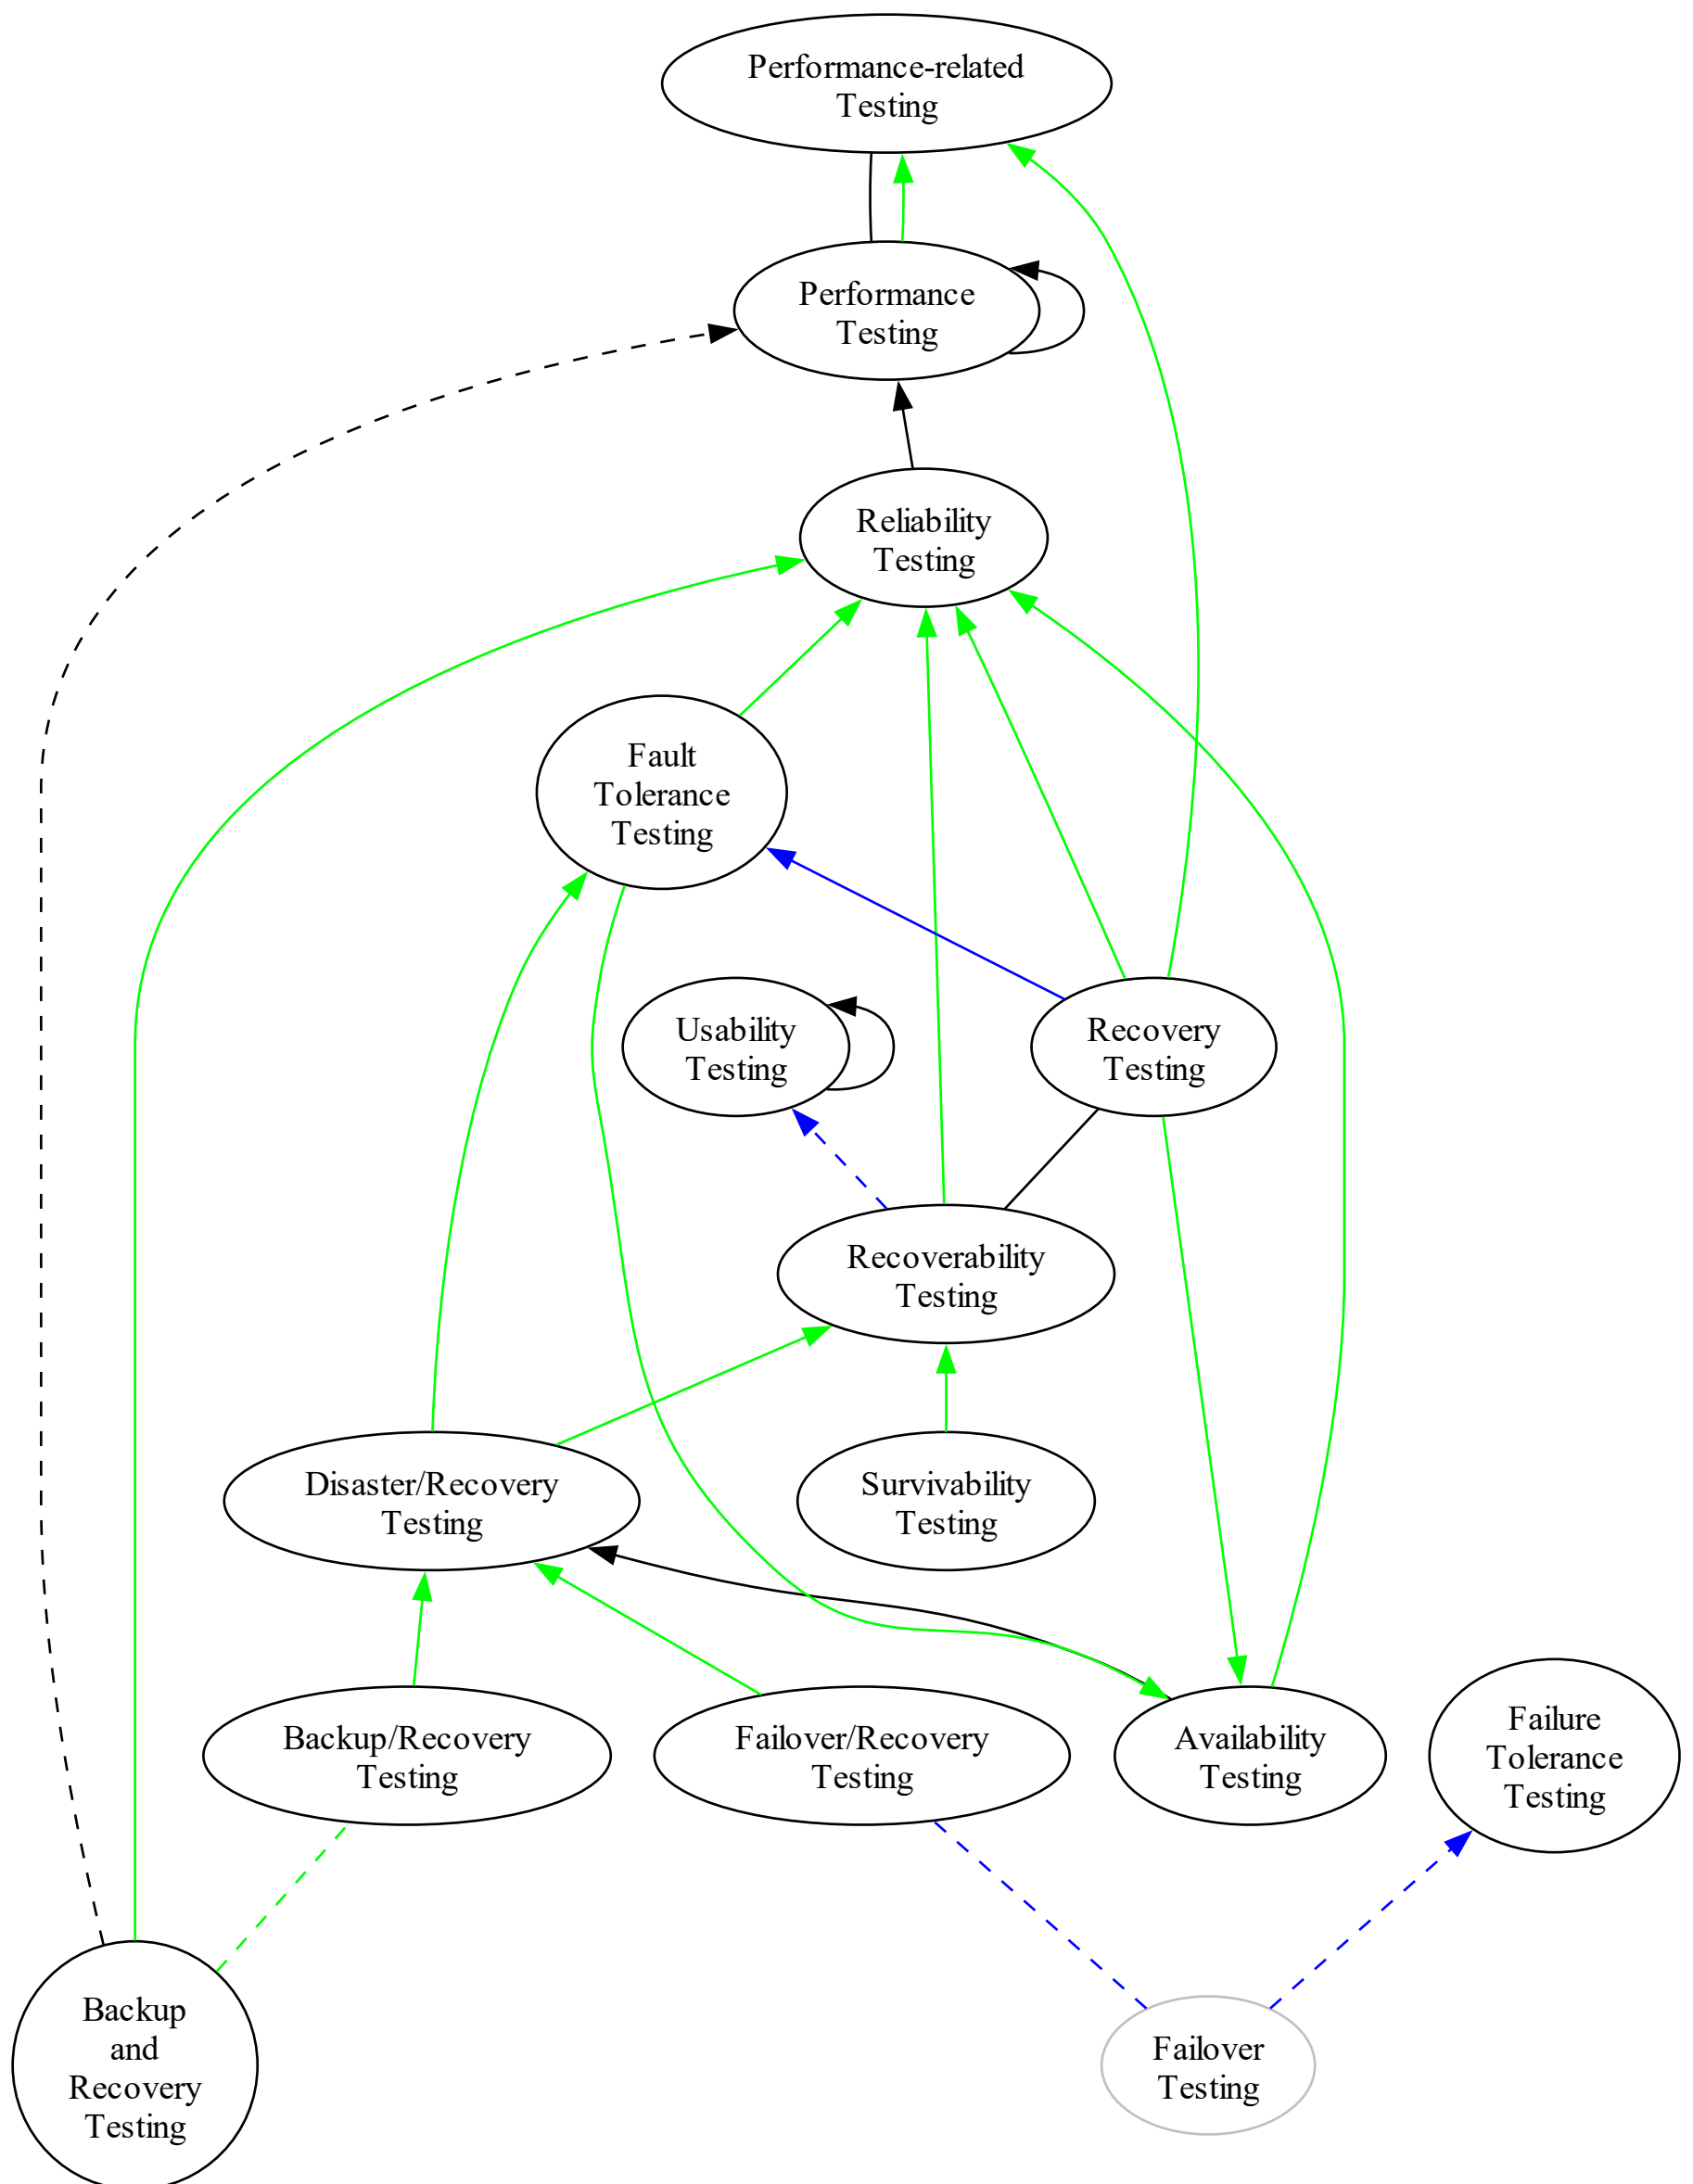 Performance-related
Testing
Performance
Testing
Reliability
Testing
Fault
Tolerance
Testing
Usability
Testing
Recovery
Testing
Recoverability
Testing
Disaster/Recovery
Testing
Survivability
Testing
Backup/Recovery
Testing
Failover/Recovery
Testing
Availability
Testing
Failure
Tolerance
Testing
Backup
and
Recovery
Testing
Failover
Testing